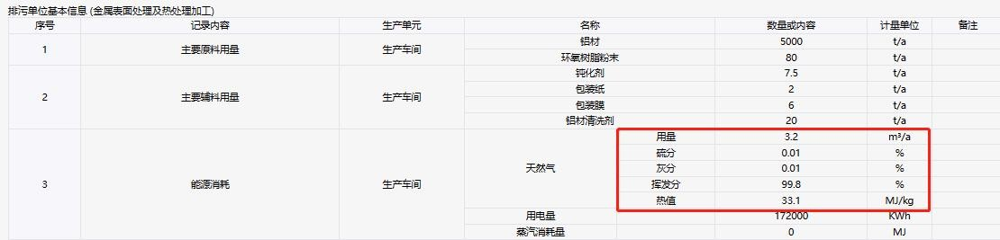 排污单位基本信息 (金属表面处理及热处理加工)
序号 记录内容 生产单元 名称 数量或内容 计量单位 备注
1 主要原料用量 生产车间 铝材 5000 t/a
环氧树脂粉末 80 t/a
2 主要辅料用量 生产车间 钝化剂 7.5 t/a
包装纸 2 t/a
包装膜 6 t/a
铝材清洗剂 20 t/a
3 能源消耗 生产车间 天然气 用量 3.2 m³/a
硫分 0.01 %
灰分 0.01 %
挥发分 99.8 %
热值 33.1 MJ/kg
用电量 172000 KWh
蒸汽消耗量 0 MJ